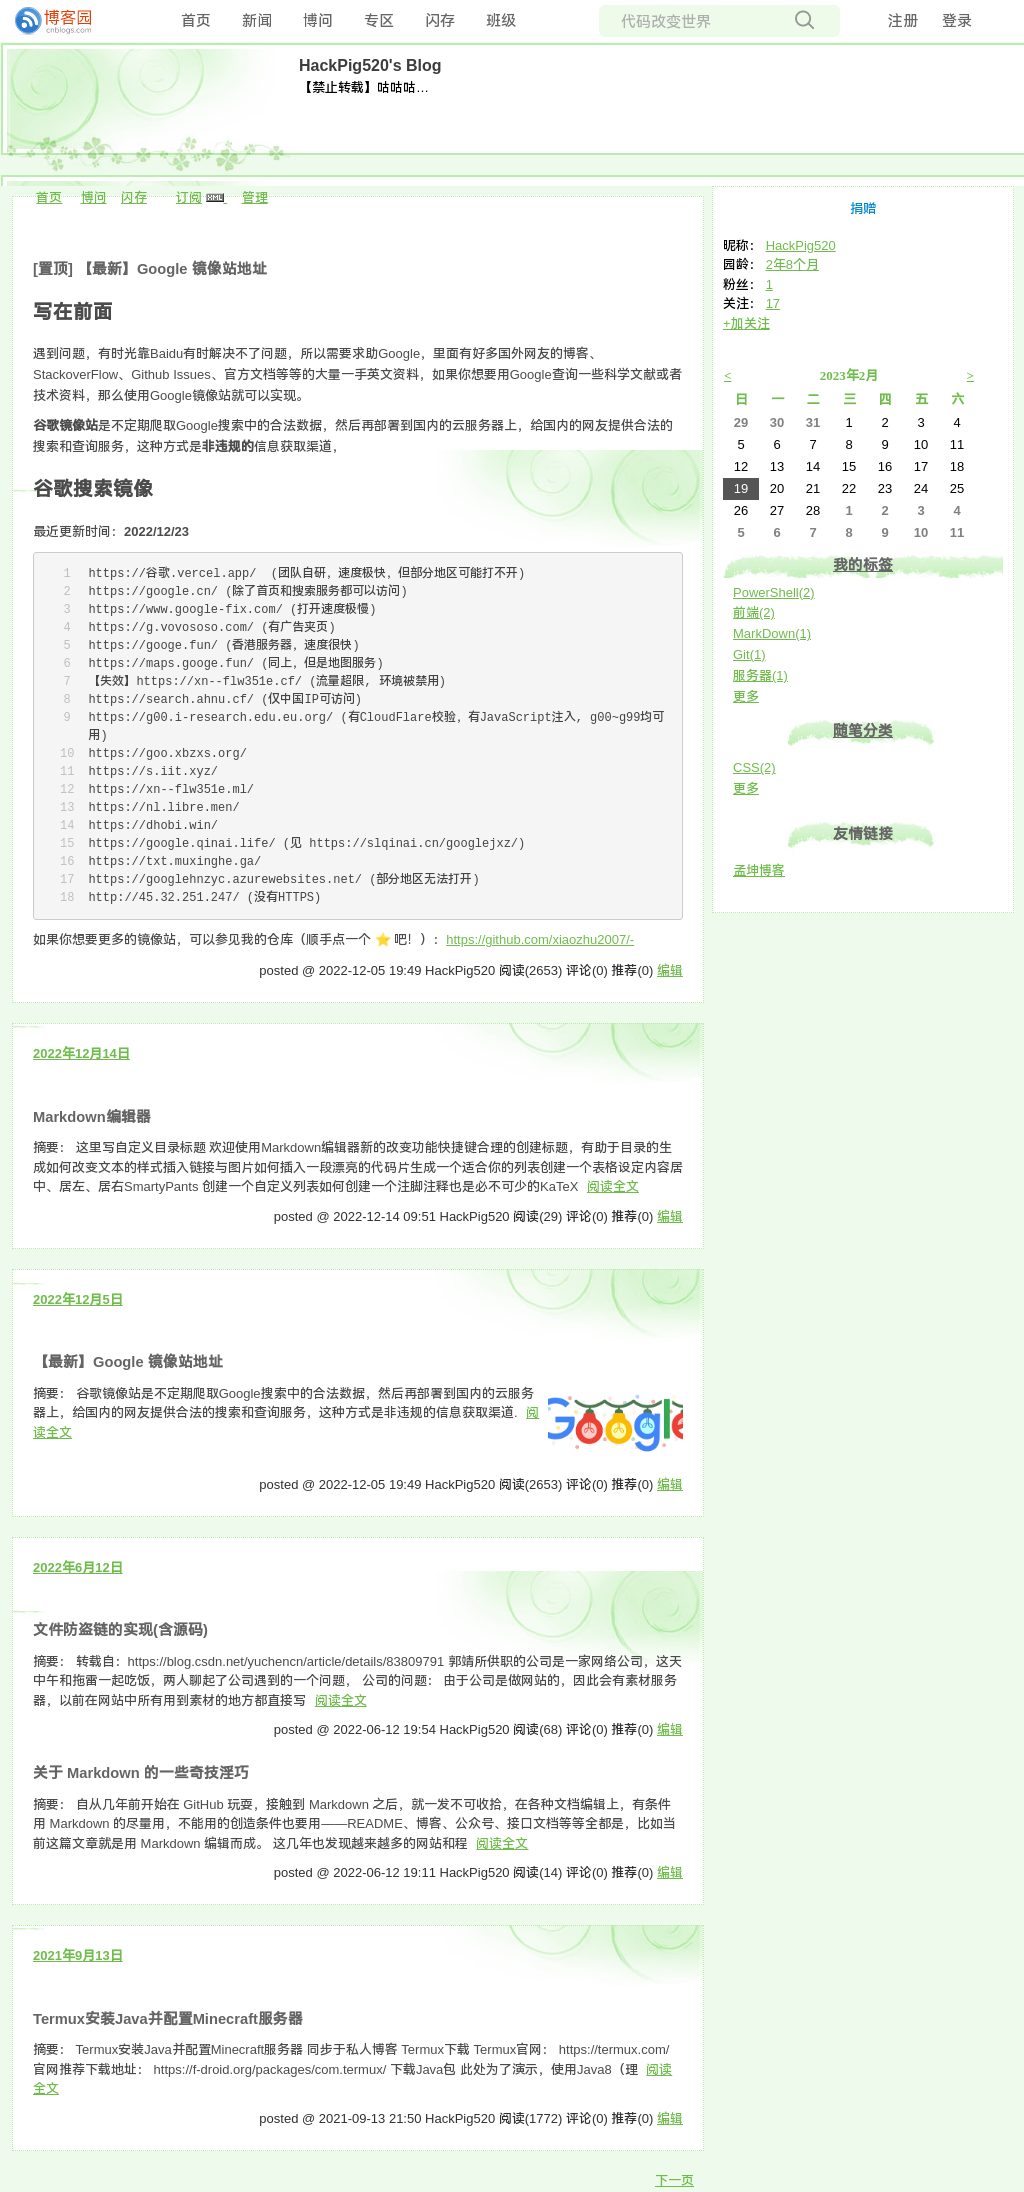 博客园
cnblogs.com
首页 新闻 博问 专区 闪存 班级 代码改变世界 注册 登录
HackPig520's Blog
【禁止转载】咕咕咕…
首页 博问 闪存 订阅 XML 管理
[置顶] 【最新】Google 镜像站地址
写在前面
遇到问题，有时光靠Baidu有时解决不了问题，所以需要求助Google，里面有好多国外网友的博客、
StackoverFlow、Github Issues、官方文档等等的大量一手英文资料，如果你想要用Google查询一些科学文献或者
技术资料，那么使用Google镜像站就可以实现。
谷歌镜像站是不定期爬取Google搜索中的合法数据，然后再部署到国内的云服务器上，给国内的网友提供合法的
搜索和查询服务，这种方式是非违规的信息获取渠道，
谷歌搜索镜像
最近更新时间：2022/12/23
1 https://谷歌.vercel.app/ (团队自研，速度极快，但部分地区可能打不开)
2 https://google.cn/ (除了首页和搜索服务都可以访问)
3 https://www.google-fix.com/ (打开速度极慢)
4 https://g.vovososo.com/ (有广告夹页)
5 https://googe.fun/ (香港服务器，速度很快)
6 https://maps.googe.fun/ (同上，但是地图服务)
7 【失效】https://xn--flw351e.cf/ (流量超限, 环境被禁用)
8 https://search.ahnu.cf/ (仅中国IP可访问)
9 https://g00.i-research.edu.eu.org/ (有CloudFlare校验，有JavaScript注入, g00~g99均可
用)
10 https://goo.xbzxs.org/
11 https://s.iit.xyz/
12 https://xn--flw351e.ml/
13 https://nl.libre.men/
14 https://dhobi.win/
15 https://google.qinai.life/ (见 https://slqinai.cn/googlejxz/)
16 https://txt.muxinghe.ga/
17 https://googlehnzyc.azurewebsites.net/ (部分地区无法打开)
18 http://45.32.251.247/ (没有HTTPS)
如果你想要更多的镜像站，可以参见我的仓库（顺手点一个 ⭐ 吧！）：https://github.com/xiaozhu2007/-
posted @ 2022-12-05 19:49 HackPig520 阅读(2653) 评论(0) 推荐(0) 编辑
2022年12月14日
Markdown编辑器
摘要： 这里写自定义目录标题 欢迎使用Markdown编辑器新的改变功能快捷键合理的创建标题，有助于目录的生
成如何改变文本的样式插入链接与图片如何插入一段漂亮的代码片生成一个适合你的列表创建一个表格设定内容居
中、居左、居右SmartyPants 创建一个自定义列表如何创建一个注脚注释也是必不可少的KaTeX 阅读全文
posted @ 2022-12-14 09:51 HackPig520 阅读(29) 评论(0) 推荐(0) 编辑
2022年12月5日
【最新】Google 镜像站地址
摘要： 谷歌镜像站是不定期爬取Google搜索中的合法数据，然后再部署到国内的云服务
器上，给国内的网友提供合法的搜索和查询服务，这种方式是非违规的信息获取渠道. 阅
读全文
Google
posted @ 2022-12-05 19:49 HackPig520 阅读(2653) 评论(0) 推荐(0) 编辑
2022年6月12日
文件防盗链的实现(含源码)
摘要： 转载自：https://blog.csdn.net/yuchencn/article/details/83809791 郭靖所供职的公司是一家网络公司，这天
中午和拖雷一起吃饭，两人聊起了公司遇到的一个问题， 公司的问题： 由于公司是做网站的，因此会有素材服务
器，以前在网站中所有用到素材的地方都直接写 阅读全文
posted @ 2022-06-12 19:54 HackPig520 阅读(68) 评论(0) 推荐(0) 编辑
关于 Markdown 的一些奇技淫巧
摘要： 自从几年前开始在 GitHub 玩耍，接触到 Markdown 之后，就一发不可收拾，在各种文档编辑上，有条件
用 Markdown 的尽量用，不能用的创造条件也要用——README、博客、公众号、接口文档等等全都是，比如当
前这篇文章就是用 Markdown 编辑而成。 这几年也发现越来越多的网站和程 阅读全文
posted @ 2022-06-12 19:11 HackPig520 阅读(14) 评论(0) 推荐(0) 编辑
2021年9月13日
Termux安装Java并配置Minecraft服务器
摘要： Termux安装Java并配置Minecraft服务器 同步于私人博客 Termux下载 Termux官网： https://termux.com/
官网推荐下载地址： https://f-droid.org/packages/com.termux/ 下载Java包 此处为了演示，使用Java8（理 阅读
全文
posted @ 2021-09-13 21:50 HackPig520 阅读(1772) 评论(0) 推荐(0) 编辑
下一页
捐赠
昵称： HackPig520
园龄： 2年8个月
粉丝： 1
关注： 17
+加关注
< 2023年2月 >
日 一 二 三 四 五 六
29 30 31 1 2 3 4
5 6 7 8 9 10 11
12 13 14 15 16 17 18
19 20 21 22 23 24 25
26 27 28 1 2 3 4
5 6 7 8 9 10 11
我的标签
PowerShell(2)
前端(2)
MarkDown(1)
Git(1)
服务器(1)
更多
随笔分类
CSS(2)
更多
友情链接
孟坤博客